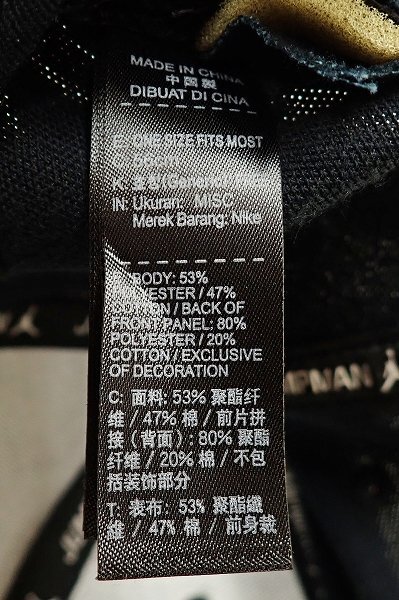 MADE IN CHINA
中國製
DIBUAT DI CINA
E: ONE SIZE FITS MOST
IN: Ukuran: MISC
Merek Barang: Nike
BODY: 53%
/ 47%
/ BACK OF
FRONT PANEL: 80%
POLYESTER / 20%
COTTON / EXCLUSIVE
OF DECORATION
C: 面料: 53% 聚酯纤
维 / 47% 棉 / 前片拼
接 (背面) : 80% 聚酯
纤维 / 20% 棉 / 不包
括装饰部分
T: 表布: 53% 聚酯纖
維 / 47% 棉 / 前身裁
MPMAN